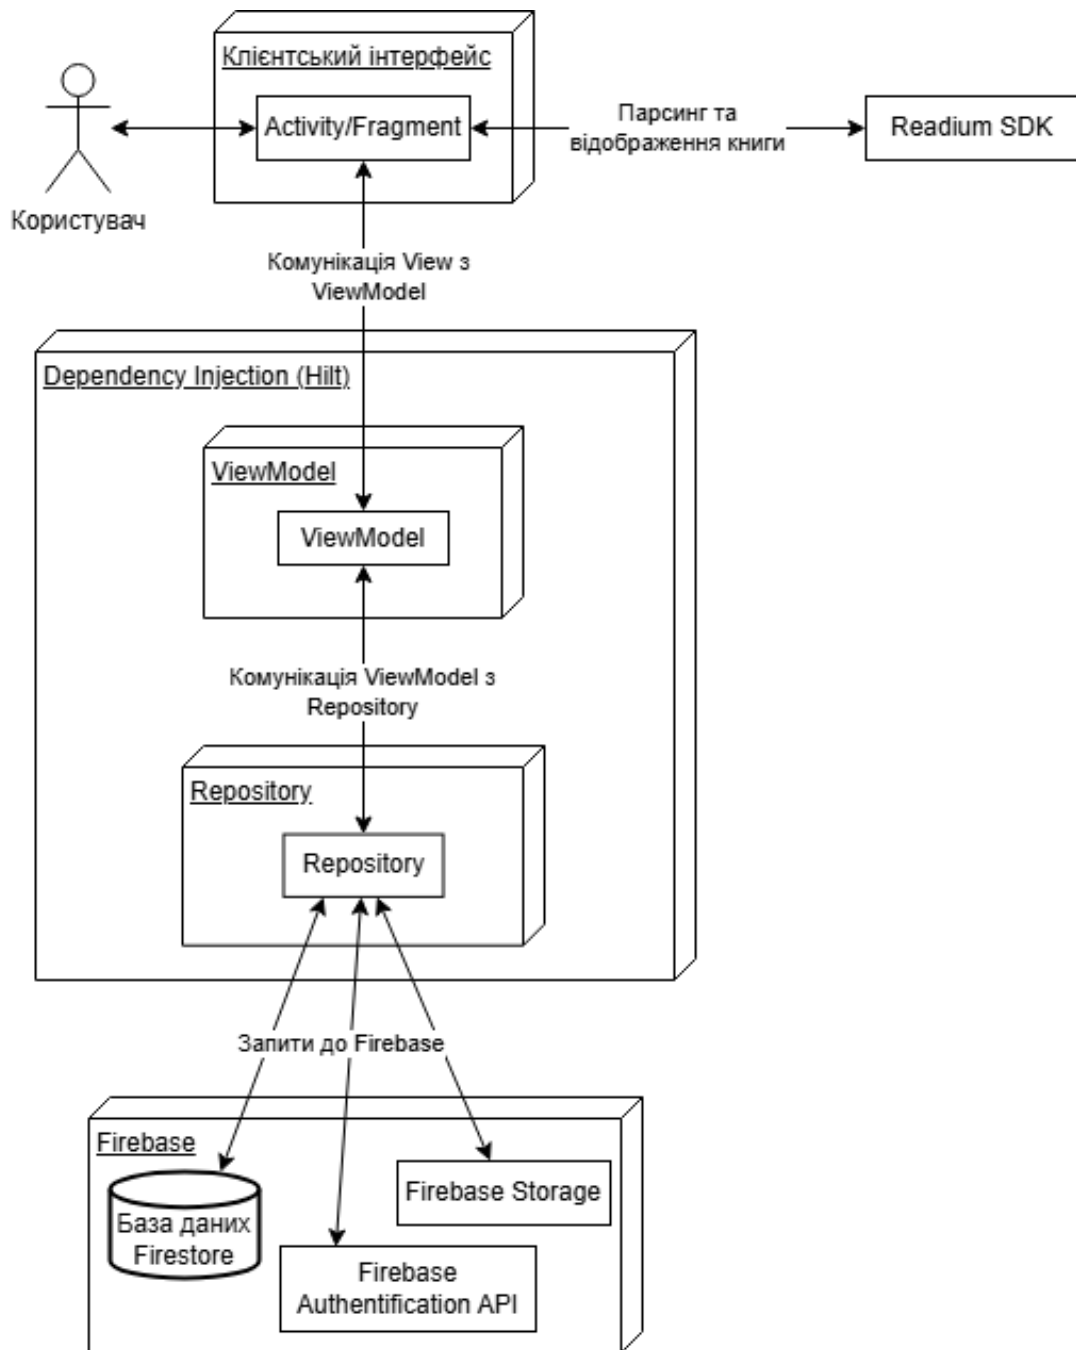 Клієнтський інтерфейс
Activity/Fragment
Парсинг та
відображення книги
Readium SDK
Користувач
Комунікація View з
ViewModel
Dependency Injection (Hilt)
ViewModel
ViewModel
Комунікація ViewModel з
Repository
Repository
Repository
Запити до Firebase
Firebase
База даних
Firestore
Firebase Storage
Firebase
Authentification API